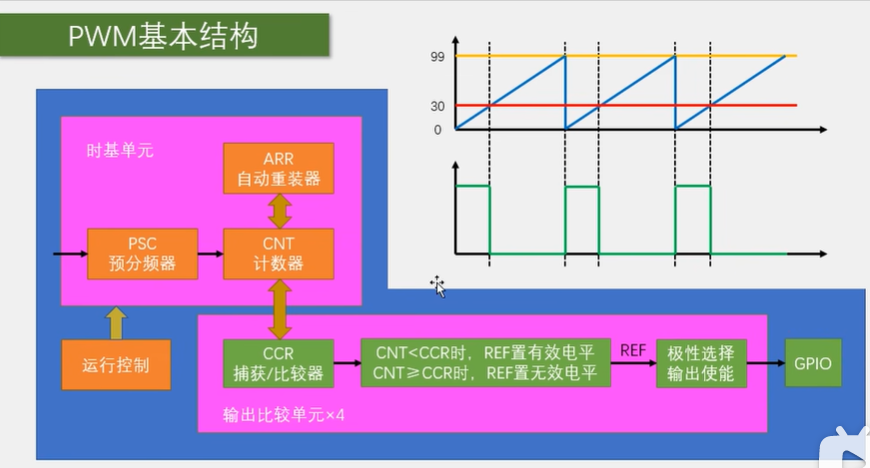 PWM基本结构
99
30
0
时基单元
ARR
自动重装器
PSC
预分频器
CNT
计数器
运行控制
CCR
捕获/比较器
CNT<CCR时，REF置有效电平
CNT≥CCR时，REF置无效电平
REF
极性选择
输出使能
GPIO
输出比较单元×4